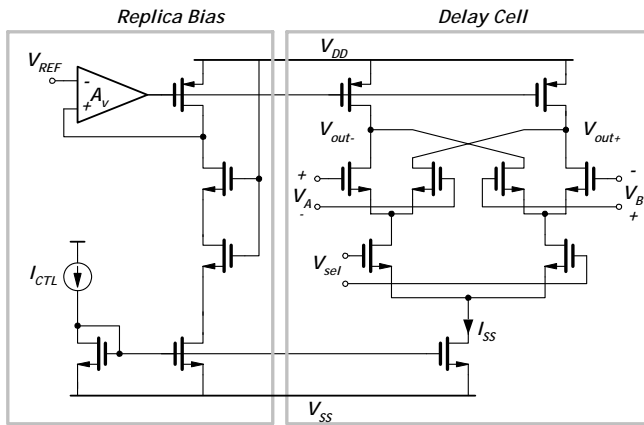 Replica Bias
Delay Cell
V_DD
V_REF
-
A_v
+
V_out-
V_out+
+
V_A
-
-
V_B
+
I_CTL
V_sel
I_SS
V_SS